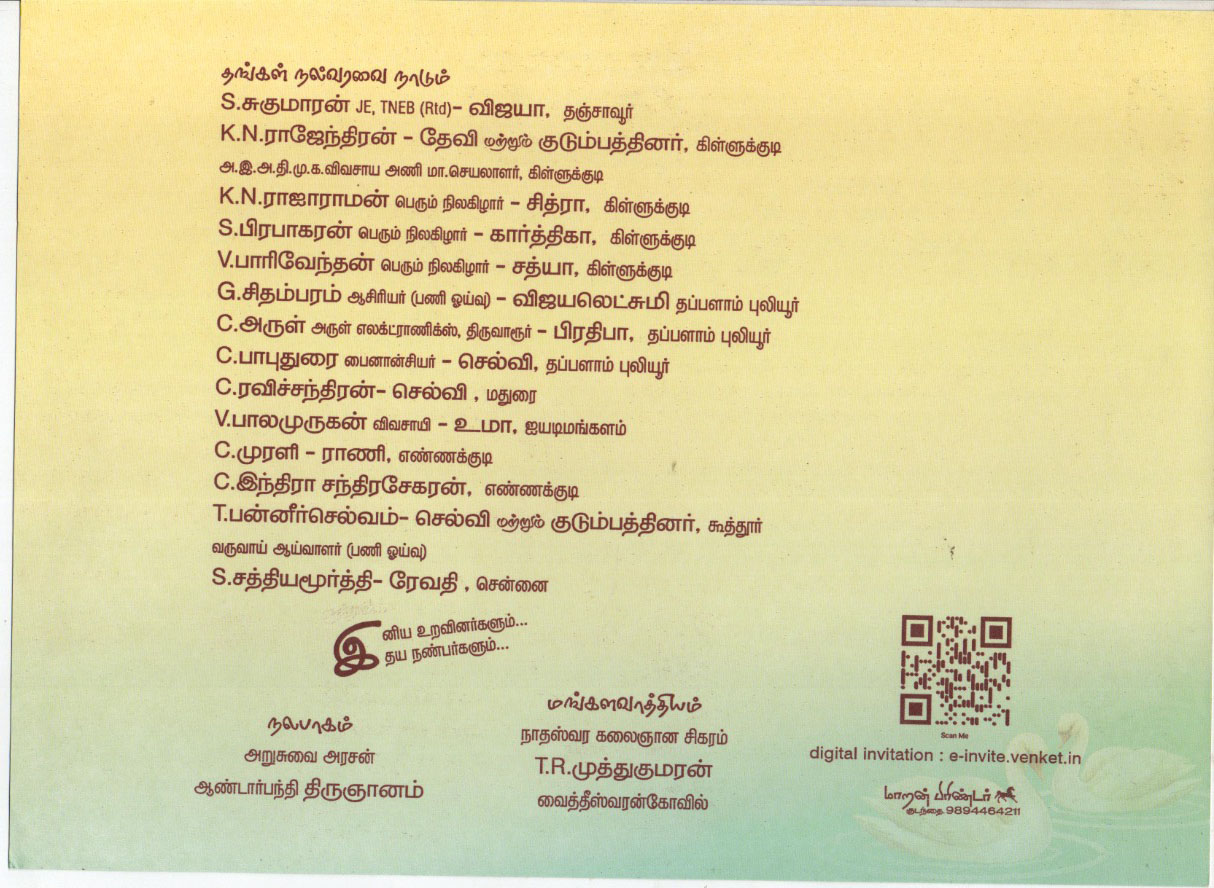 தங்கள் நல்வரவை நாடும்
S.சுகுமாரன் JE, TNEB (Rtd)- விஜயா, தஞ்சாவூர்
K.N.ராஜேந்திரன் - தேவி மற்றும் குடும்பத்தினர், கிள்ளுக்குடி
அ.இ.அ.தி.மு.க.விவசாய அணி மா.செயலாளர், கிள்ளுக்குடி
K.N.ராஜாராமன் பெரும் நிலகிழார் - சித்ரா, கிள்ளுக்குடி
S.பிரபாகரன் பெரும் நிலகிழார் - கார்த்திகா, கிள்ளுக்குடி
V.பாரிவேந்தன் பெரும் நிலகிழார் - சத்யா, கிள்ளுக்குடி
G.சிதம்பரம் ஆசிரியர் (பணி ஓய்வு) - விஜயலெட்சுமி தப்பளாம் புலியூர்
C.அருள் அருள் எலக்ட்ராணிக்ஸ், திருவாரூர் - பிரதிபா, தப்பளாம் புலியூர்
C.பாபுதுரை பைனான்சியர் - செல்வி, தப்பளாம் புலியூர்
C.ரவிச்சந்திரன்- செல்வி , மதுரை
V.பாலமுருகன் விவசாயி - உமா, ஐயடிமங்களம்
C.முரளி - ராணி, எண்ணக்குடி
C.இந்திரா சந்திரசேகரன், எண்ணக்குடி
T.பன்னீர்செல்வம்- செல்வி மற்றும் குடும்பத்தினர், கூத்தூர்
வருவாய் ஆய்வாளர் (பணி ஓய்வு)
S.சத்தியமூர்த்தி- ரேவதி , சென்னை
இனிய உறவினர்களும்...
இதய நண்பர்களும்...
நலபாகம்
அறுசுவை அரசன்
ஆண்டார்பந்தி திருஞானம்
மங்களவாத்தியம்
நாதஸ்வர கலைஞான சிகரம்
T.R.முத்துகுமரன்
வைத்தீஸ்வரன்கோவில்
Scan Me
digital invitation : e-invite.venket.in
மாறன் பிரிண்டர்
குடந்தை.9894464211